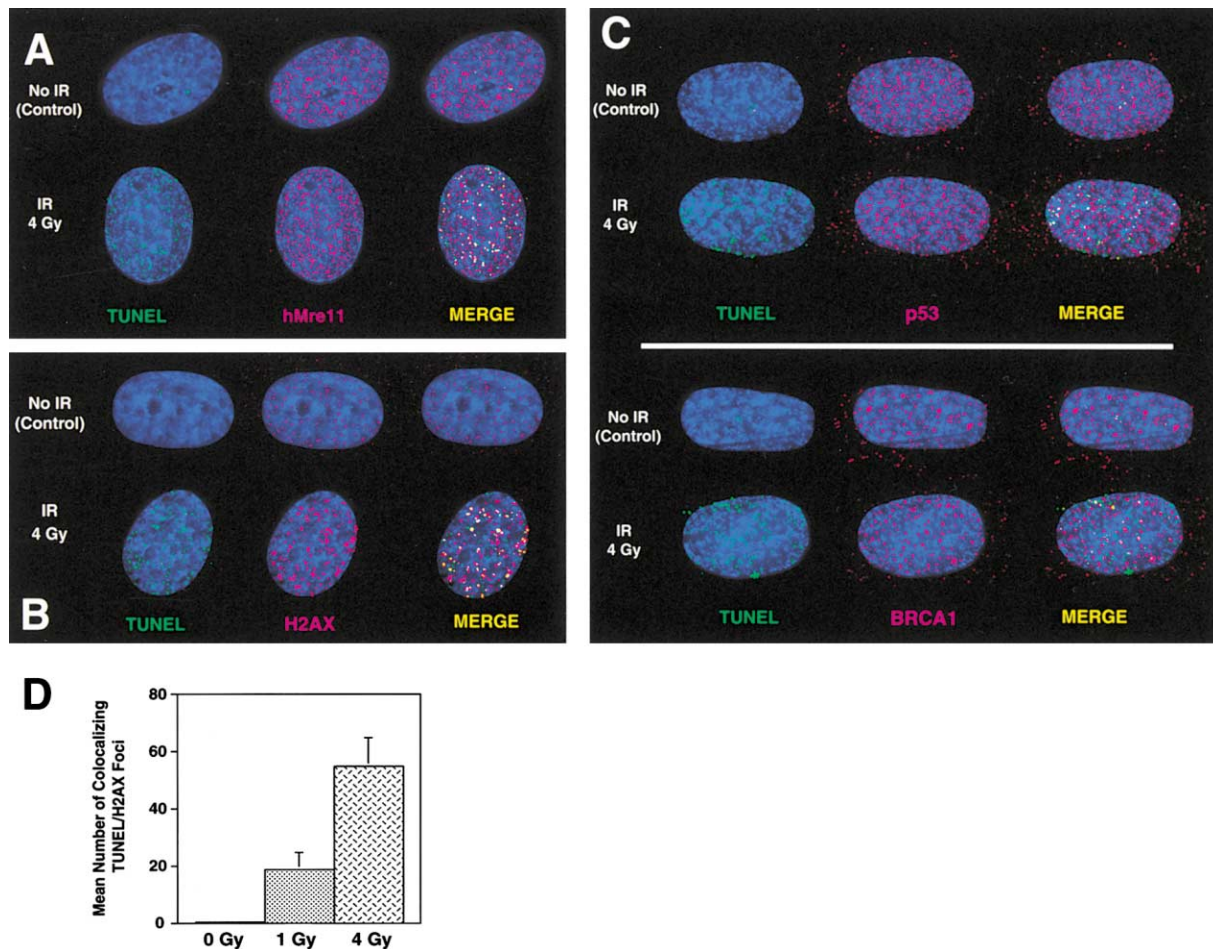 A
No IR
(Control)
IR
4 Gy
TUNEL
hMre11
MERGE
No IR
(Control)
IR
4 Gy
B
TUNEL
H2AX
MERGE
C
No IR
(Control)
IR
4 Gy
TUNEL
p53
MERGE
No IR
(Control)
IR
4 Gy
TUNEL
BRCA1
MERGE
D
Mean Number of Colocalizing
TUNEL/H2AX Foci
80
60
40
20
0
0 Gy
1 Gy
4 Gy